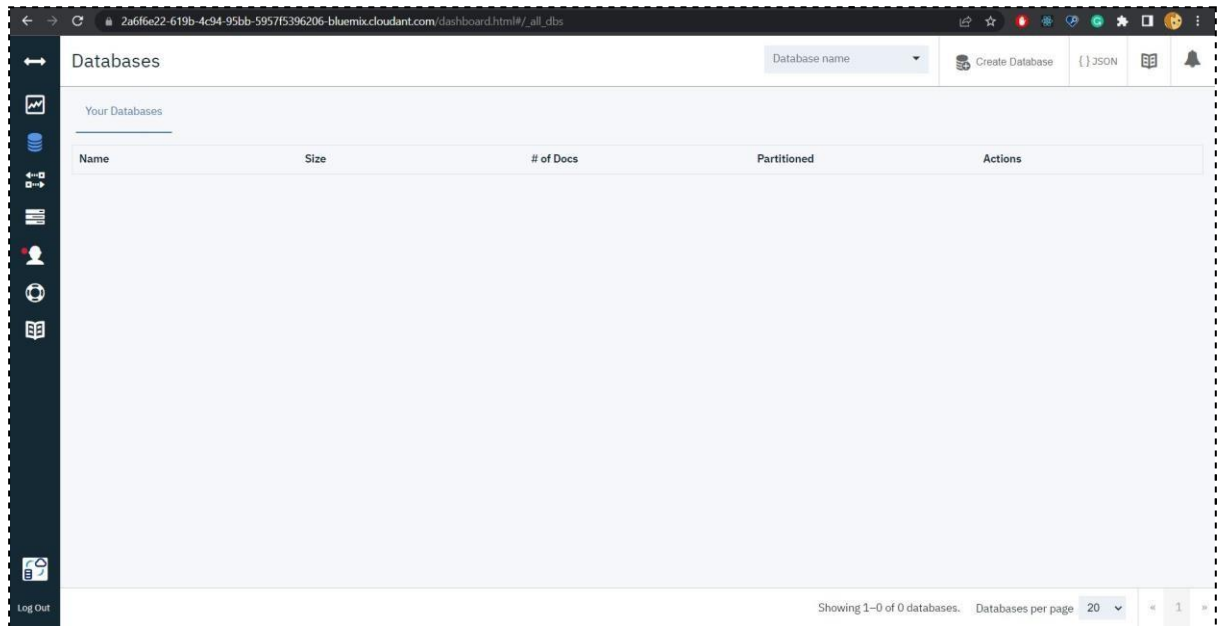 2a6f6e22-619b-4c94-95bb-5957f5396206-bluemix.cloudant.com/dashboard.html#/_all_dbs
Databases
Database name
Create Database
{ } JSON
Your Databases
Name Size # of Docs Partitioned Actions
Log Out
Showing 1–0 of 0 databases. Databases per page 20 « 1 »